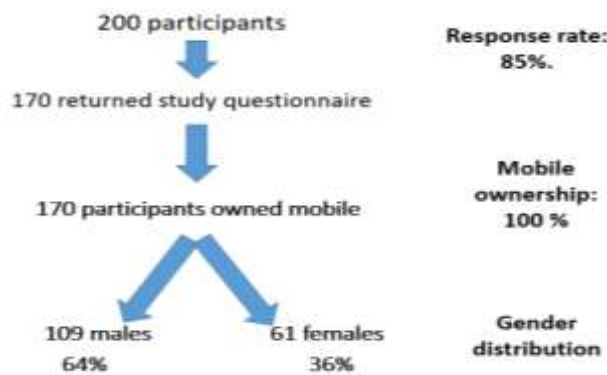 200 participants
Response rate:
85%.
170 returned study questionnaire
Mobile
ownership:
100 %
170 participants owned mobile
109 males
64%
61 females
36%
Gender
distribution